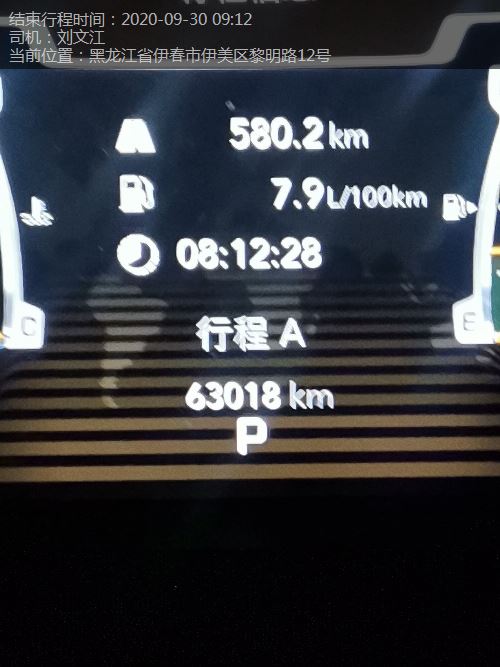 结束行程时间：2020-09-30 09:12
司机：刘文江
当前位置：黑龙江省伊春市伊美区黎明路12号
580.2 km
7.9 L/100km
08:12:28
行程 A
C
E
63018 km
P